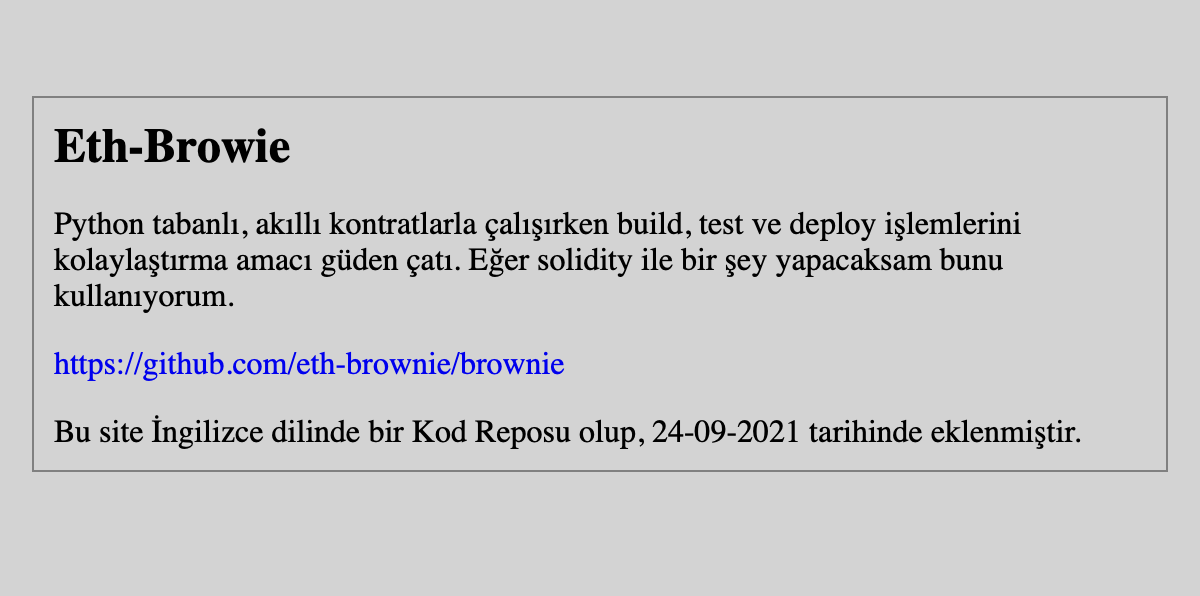 Eth-Browie
Python tabanlı, akıllı kontratlarla çalışırken build, test ve deploy işlemlerini
kolaylaştırma amacı güden çatı. Eğer solidity ile bir şey yapacaksam bunu
kullanıyorum.
https://github.com/eth-brownie/brownie
Bu site İngilizce dilinde bir Kod Reposu olup, 24-09-2021 tarihinde eklenmiştir.